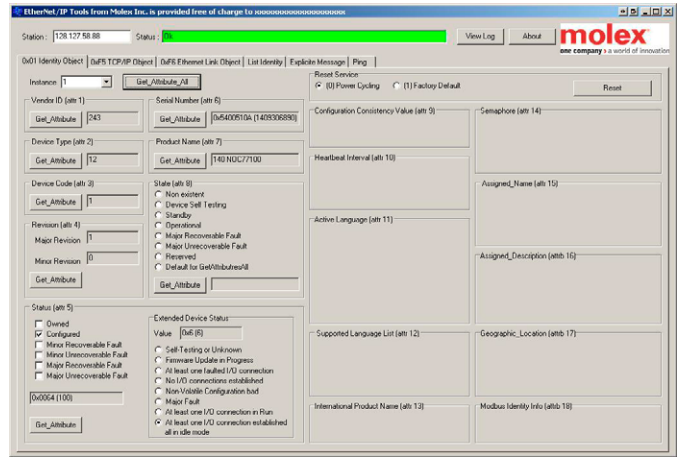 EtherNet/IP Tools from Molex Inc. is provided free of charge to xxxxxxxxxxxxxxxxxxxx
Station : 128.127.58.88 Status : Ok View Log About molex
one company > a world of innovation
0x01 Identity Object 0xF5 TCP/IP Object 0xF6 Ethernet Link Object List Identity Explicite Message Ping
Instance 1 Get_Attribute_All
Reset Service
(0) Power Cycling (1) Factory Default Reset
Vendor ID (attr 1)
Get_Attribute 243
Serial Number (attr 6)
Get_Attribute 0x5400510A (1409306890)
Device Type (attr 2)
Get_Attribute 12
Product Name (attr 7)
Get_Attribute 140 NOC77100
Device Code (attr 3)
Get_Attribute 1
Revision (attr 4)
Major Revision 1
Minor Revision 0
Get_Attribute
State (attr 8)
Non existent
Device Self Testing
Standby
Operational
Major Recoverable Fault
Major Unrecoverable Fault
Reserved
Default for GetAttributresAll
Get_Attribute
Status (attr 5)
Owned
Configured
Minor Recoverable Fault
Minor Unrecoverable Fault
Major Recoverable Fault
Major Unrecoverable Fault
0x0064 (100)
Get_Attribute
Extended Device Status
Value 0x6 (6)
Self-Testing or Unknown
Firmware Update in Progress
At least one faulted I/O connection
No I/O connections established
Non-Volatile Configuration bad
Major Fault
At least one I/O connection in Run
At least one I/O connection established
all in idle mode
Configuration Consistency Value (attr 9)
Heartbeat Interval (attr 10)
Active Language (attr 11)
Supported Language List (attr 12)
International Product Name (attr 13)
Semaphore (attr 14)
Assigned_Name (attr 15)
Assigned_Description (attrb 16)
Geographic_Location (attrb 17)
Modbus Identity Info (attrb 18)